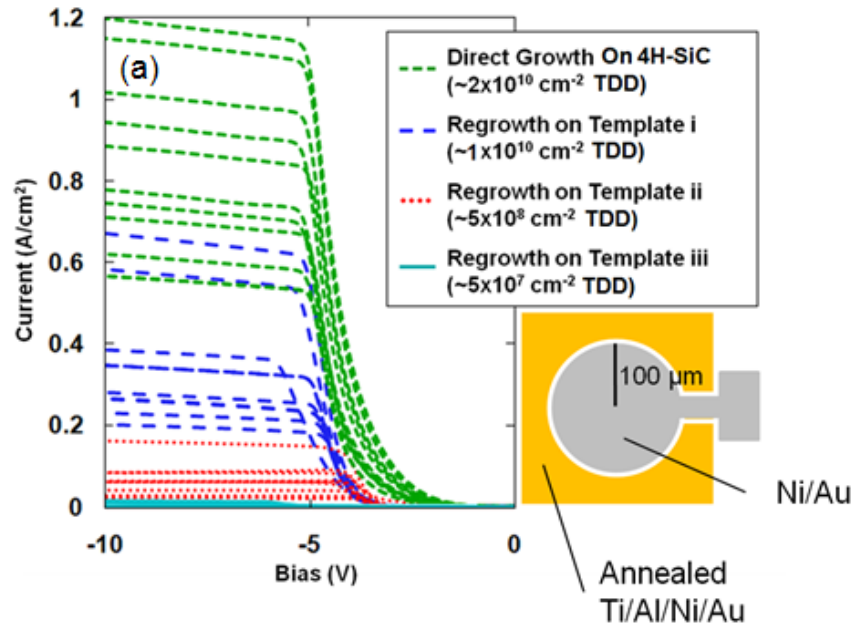 (a)
Current (A/cm²)
1.2
1
0.8
0.6
0.4
0.2
0
-10
-5
0
Bias (V)
Direct Growth On 4H-SiC
(~2x10¹⁰ cm⁻² TDD)
Regrowth on Template i
(~1x10¹⁰ cm⁻² TDD)
Regrowth on Template ii
(~5x10⁸ cm⁻² TDD)
Regrowth on Template iii
(~5x10⁷ cm⁻² TDD)
100 μm
Ni/Au
Annealed
Ti/Al/Ni/Au